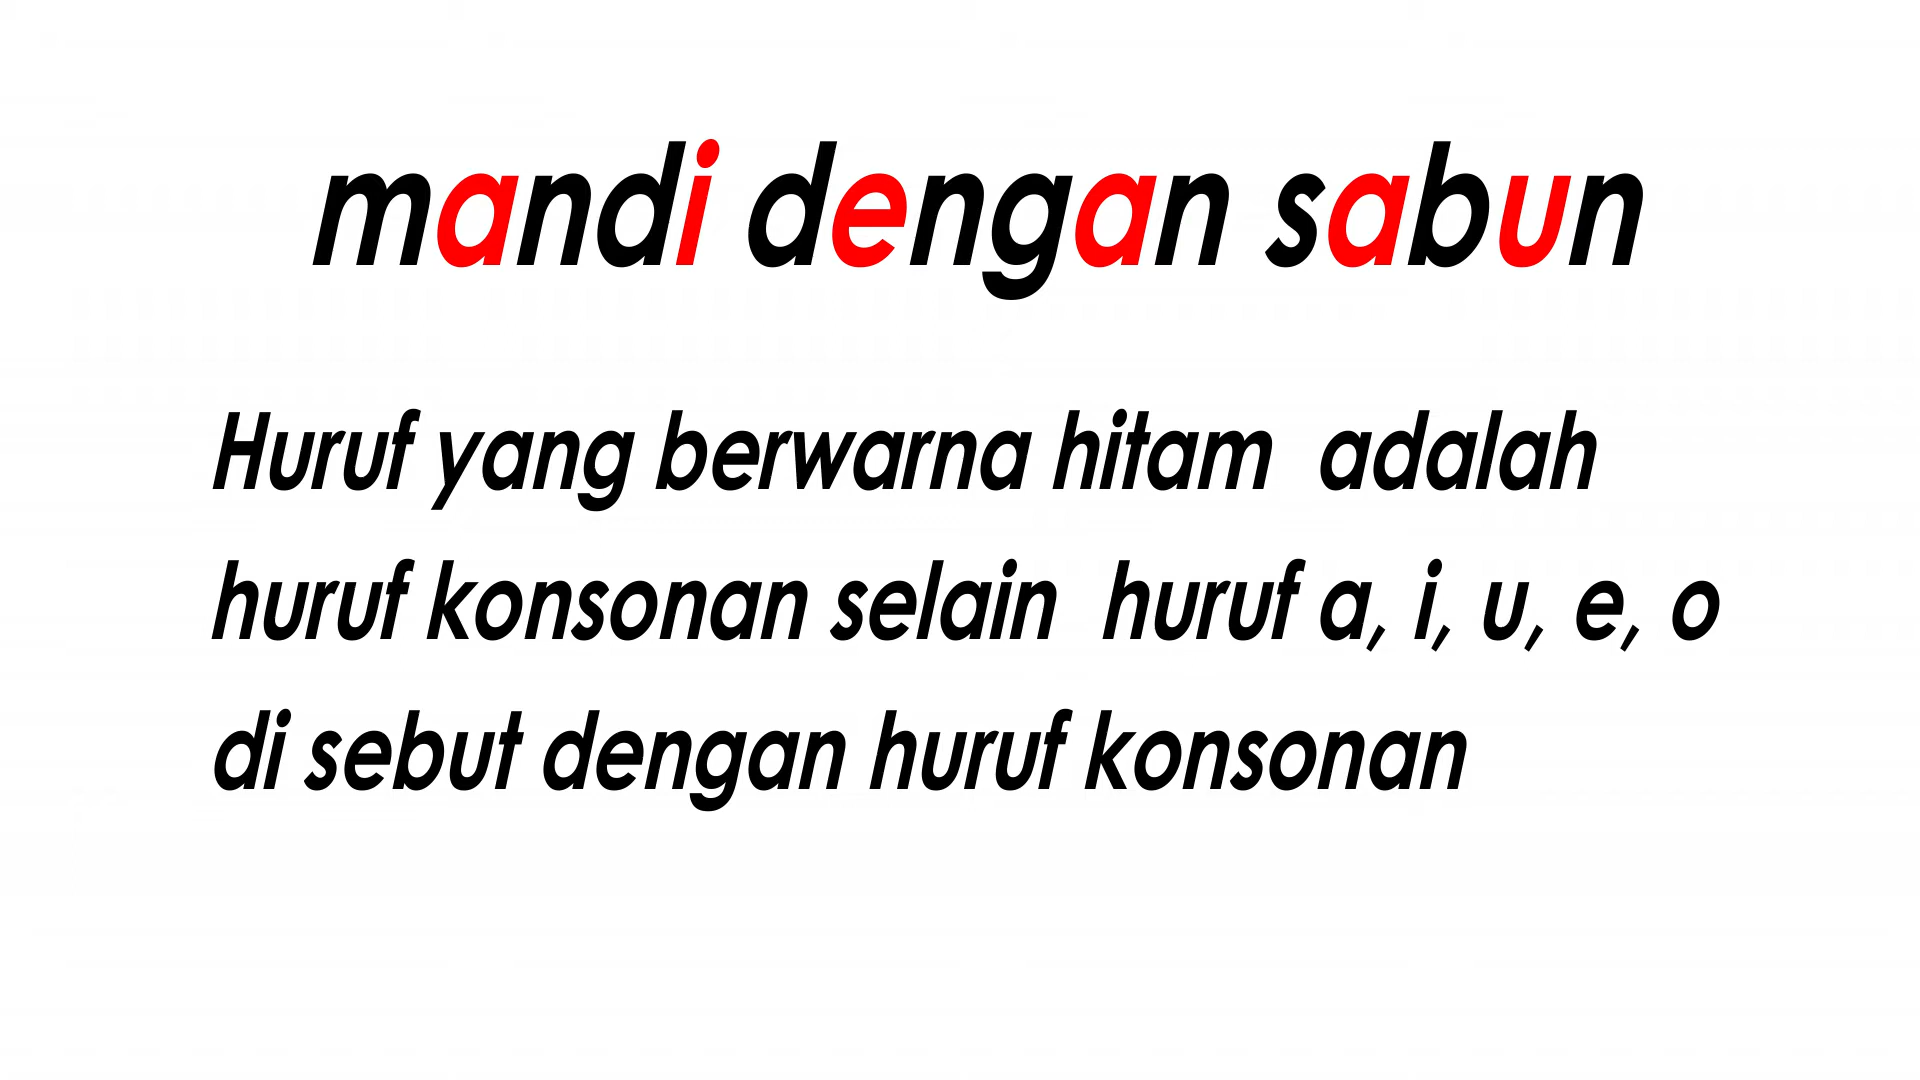 mandi dengan sabun
Huruf yang berwarna hitam adalah
huruf konsonan selain huruf a, i, u, e, o
di sebut dengan huruf konsonan